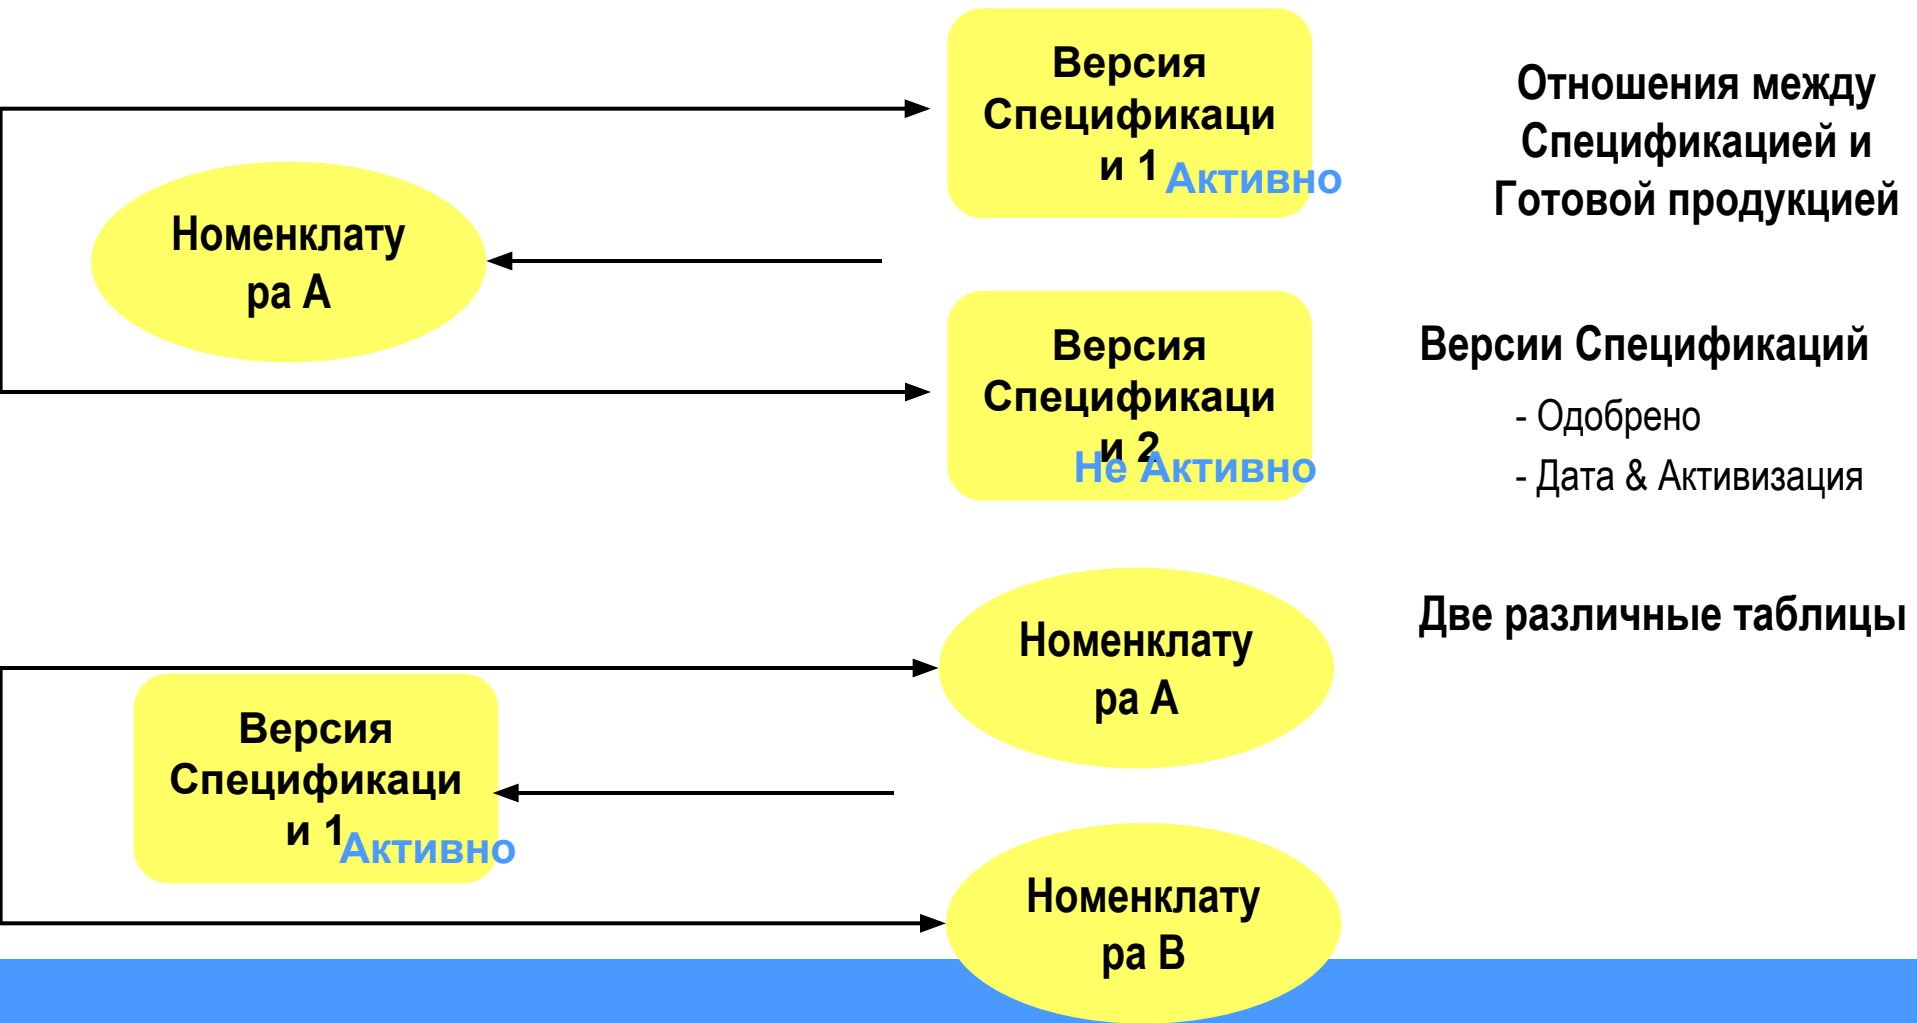 Версия
Спецификаци
и 1
Активно
Отношения между
Спецификацией и
Готовой продукцией
Номенклату
ра А
Версия
Спецификаци
и 2
Не Активно
Версии Спецификаций
- Одобрено
- Дата & Активизация
Две различные таблицы
Номенклату
ра А
Версия
Спецификаци
и 1
Активно
Номенклату
ра В